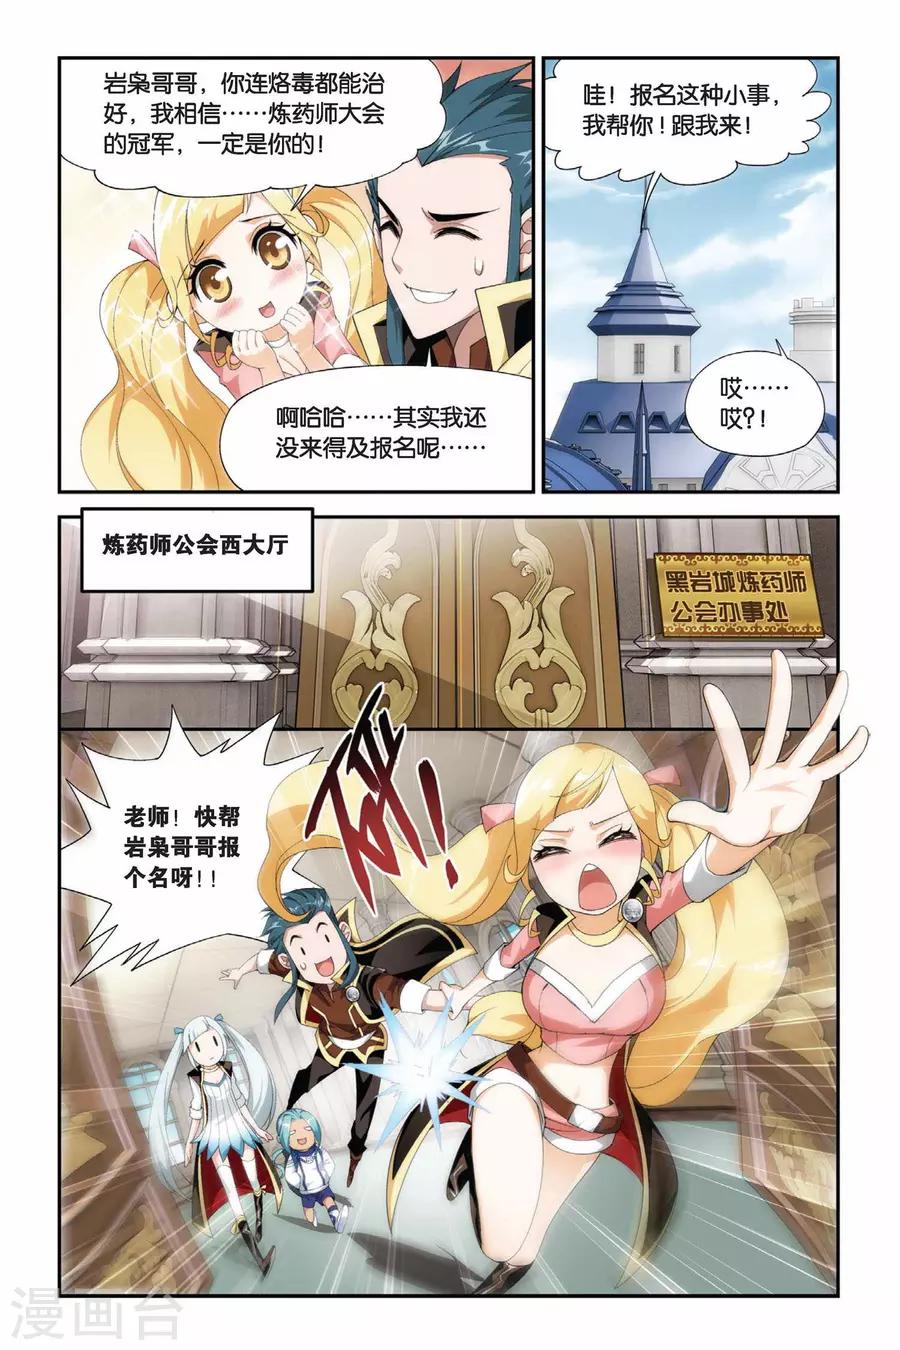 岩枭哥哥，你连烙毒都能治
好，我相信……炼药师大会
的冠军，一定是你的！
啊哈哈……其实我还
没来得及报名呢……
哇！报名这种小事，
我帮你！跟我来！
哎……
哎？！
炼药师公会西大厅
黑岩城炼药师
公会办事处
砰！
老师！快帮
岩枭哥哥报
个名呀！！
漫画台